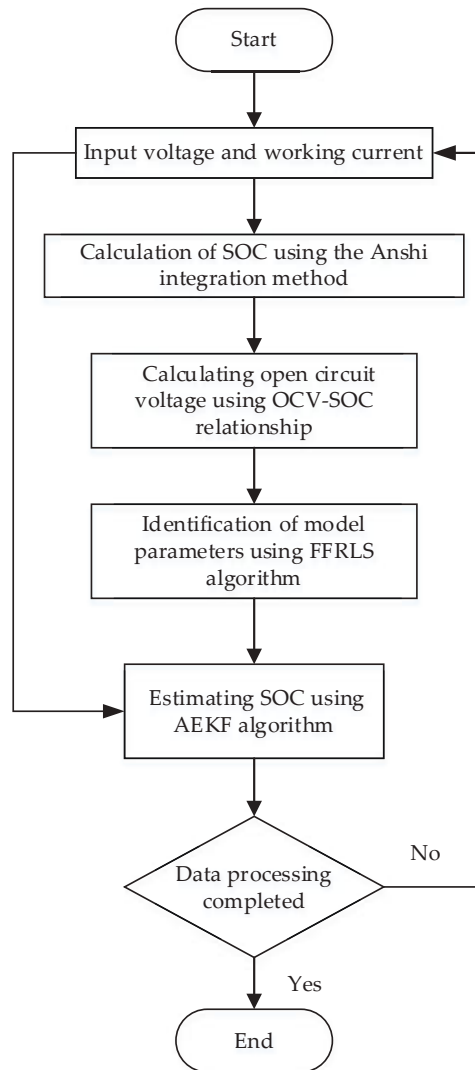 Start
Input voltage and working current
Calculation of SOC using the Anshi
integration method
Calculating open circuit
voltage using OCV-SOC
relationship
Identification of model
parameters using FFRLS
algorithm
Estimating SOC using
AEKF algorithm
Data processing
completed
No
Yes
End